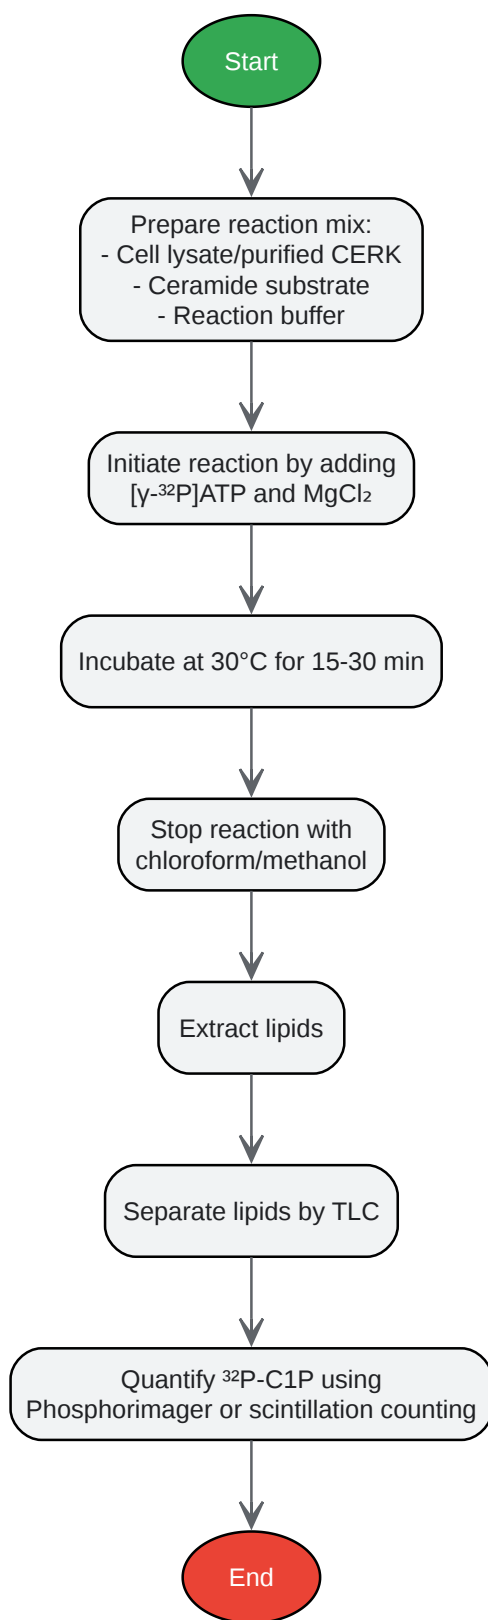 Start
Prepare reaction mix:
- Cell lysate/purified CERK
- Ceramide substrate
- Reaction buffer
Initiate reaction by adding
[γ-³²P]ATP and MgCl₂
Incubate at 30°C for 15-30 min
Stop reaction with
chloroform/methanol
Extract lipids
Separate lipids by TLC
Quantify ³²P-C1P using
Phosphorimager or scintillation counting
End